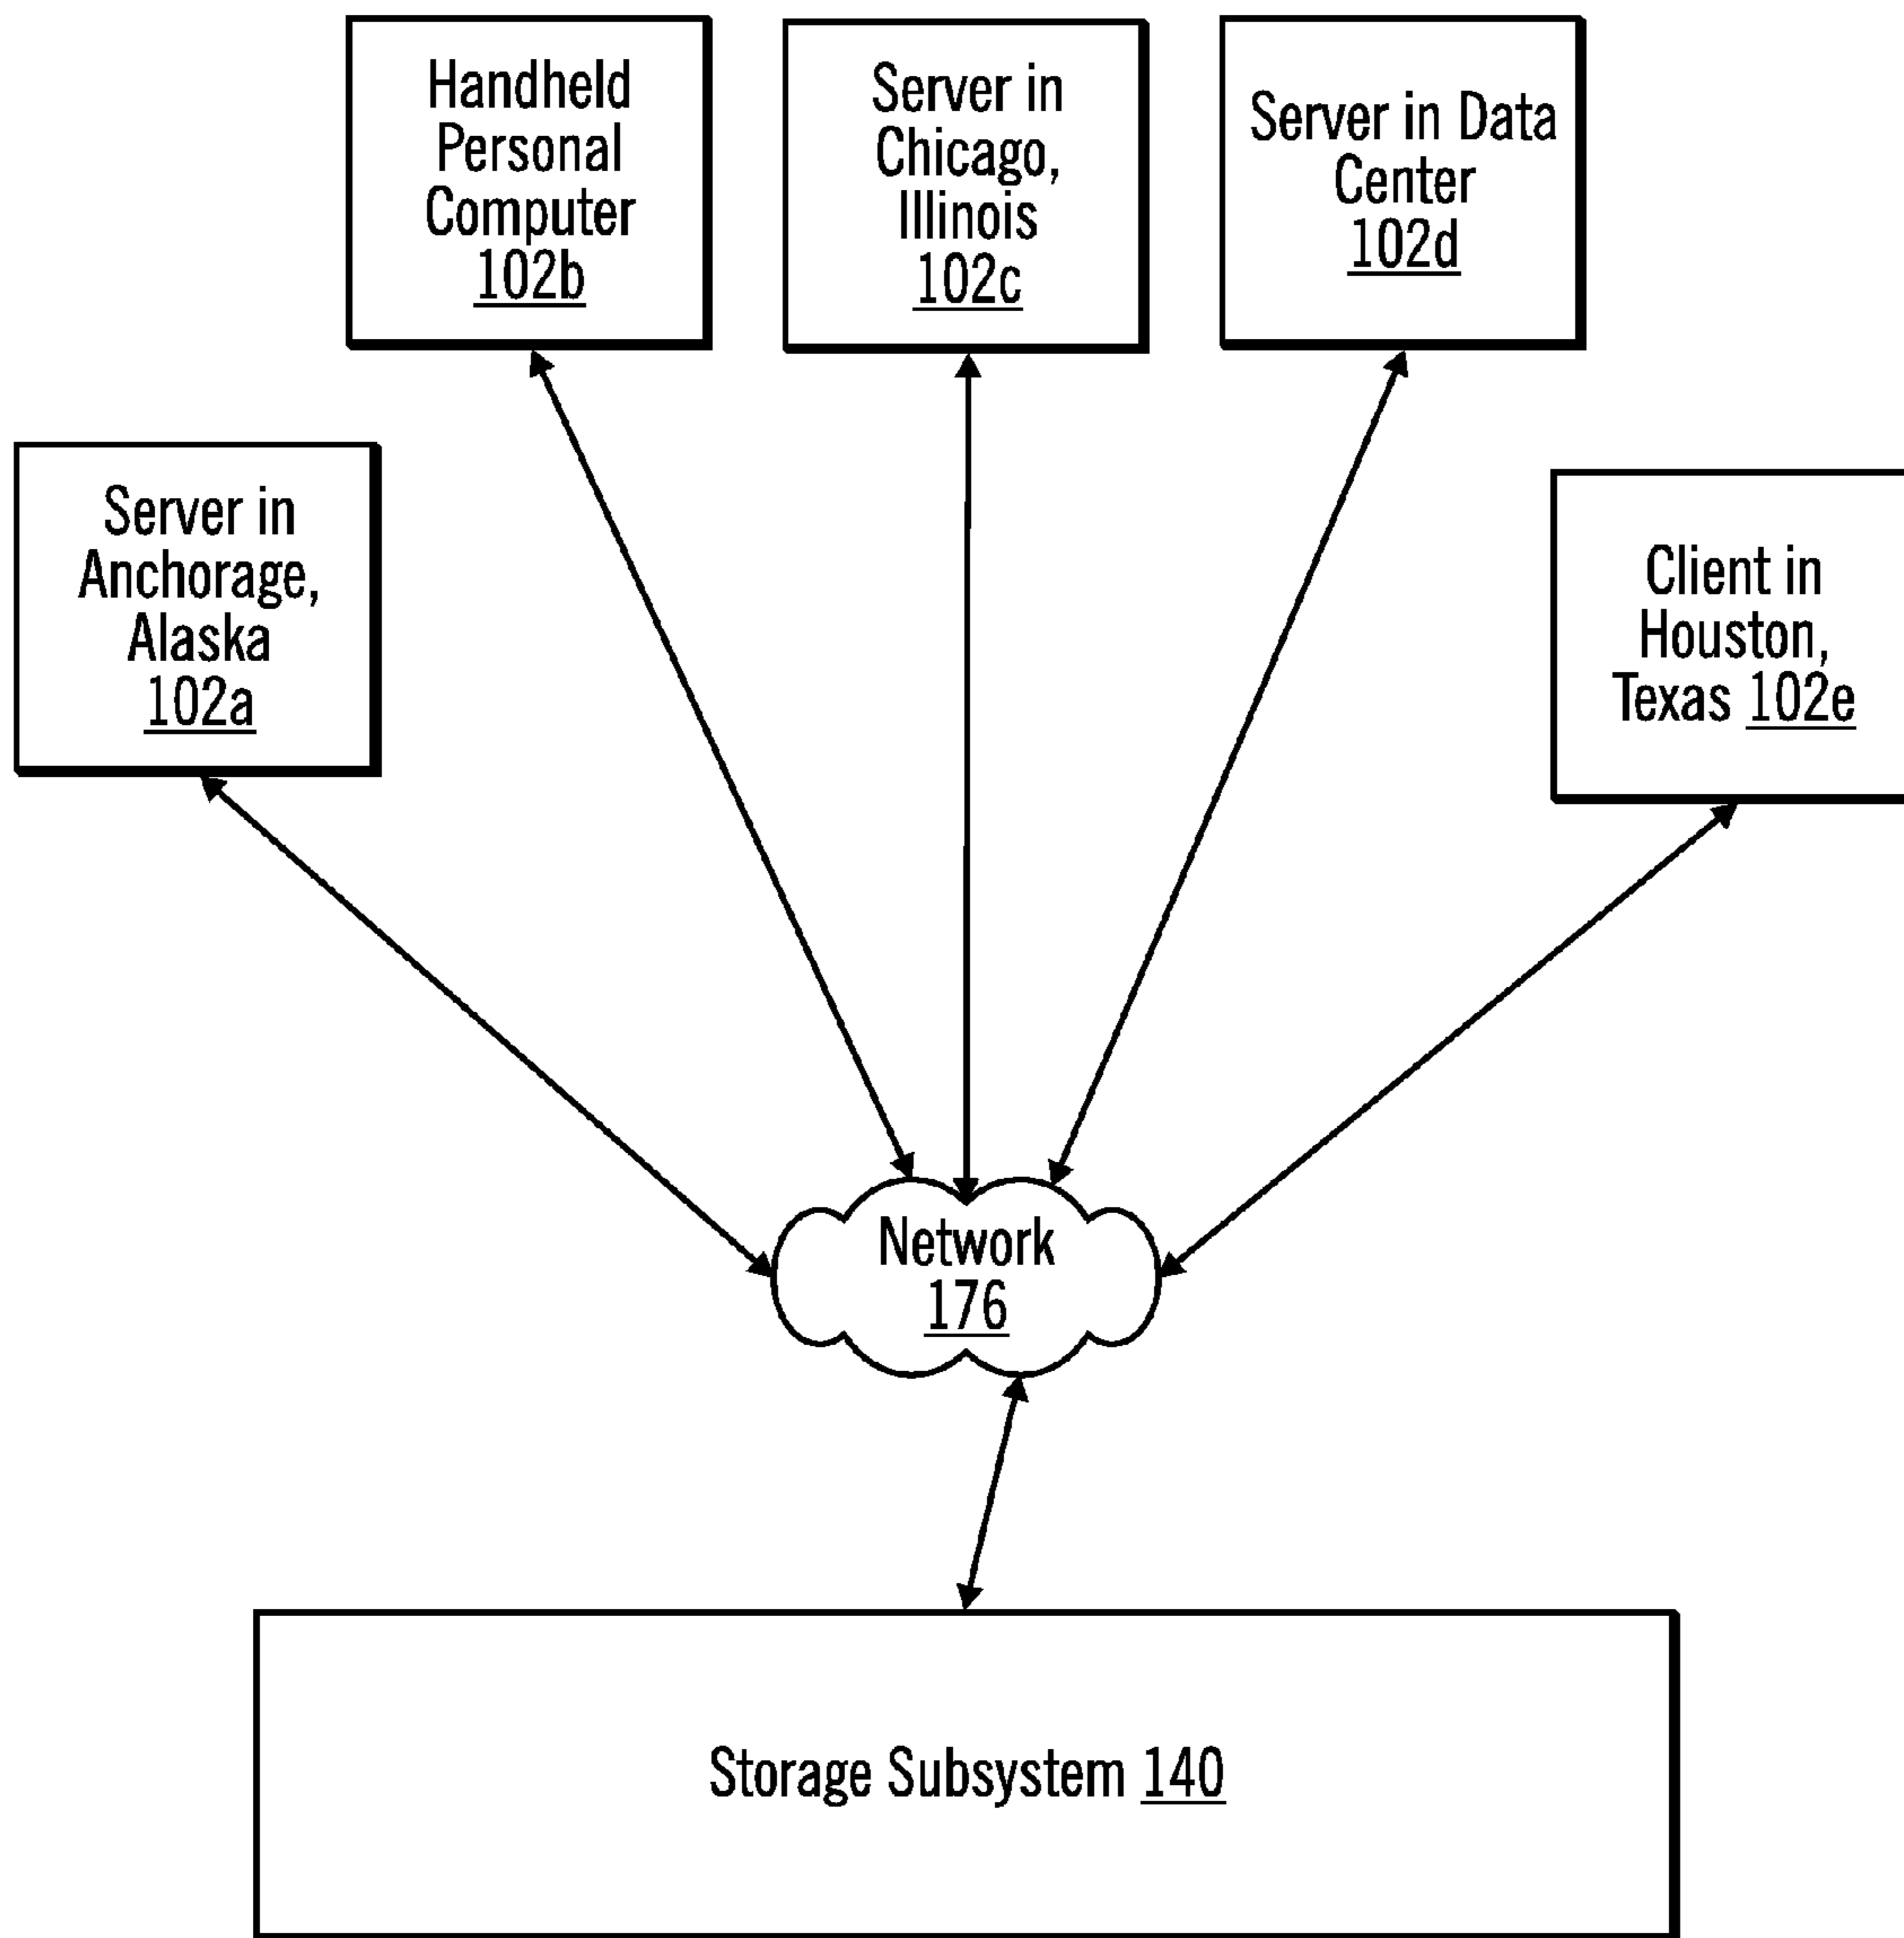 Handheld
Personal
Computer
102b
Server in
Chicago,
Illinois
102c
Server in Data
Center
102d
Server in
Anchorage,
Alaska
102a
Client in
Houston,
Texas 102e
Network
176
Storage Subsystem 140